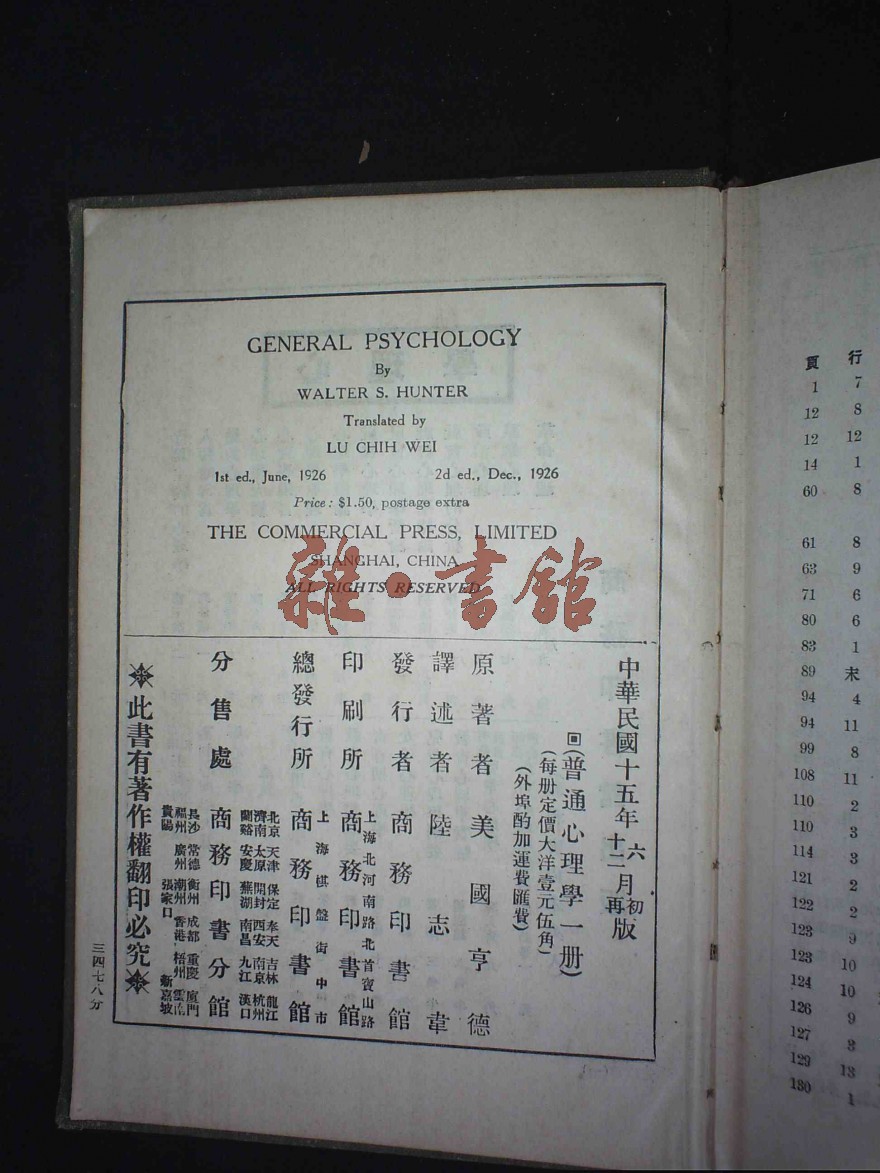 GENERAL PSYCHOLOGY
By
WALTER S. HUNTER
Translated by
LU CHIH WEI
1st ed., June, 1926 2d ed., Dec., 1926
Price: $1.50, postage extra
THE COMMERCIAL PRESS, LIMITED
SHANGHAI, CHINA
ALL RIGHTS RESERVED
雜·書館
中華民國十五年六月初版
十二月再版
(普通心理學一册)
(每册定價大洋壹元伍角)
(外埠酌加運費匯費)
原著者 美國亨德
譯述者 陸志韋
發行者 商務印書館
上海北河南路北首寶山路
印刷所 商務印書館
上海棋盤街中市
總發行所 商務印書館
北京 天津 保定 奉天 吉林 龍江
濟南 太原 開封 西安 南京 杭州
蘭谿 安慶 蕪湖 南昌 九江 漢口
分售處 商務印書分館
長沙 常德 衡州 成都 重慶 廈門
福州 廣州 潮州 香港 梧州 雲南
貴陽 張家口 新嘉坡
此書有著作權翻印必究
三四七八分
頁 行
1 7
12 8
12 12
14 1
60 8
61 8
63 9
71 6
80 6
83 1
89 末
94 4
94 11
99 8
108 11
110 2
110 3
114 3
121 2
122 2
123 9
123 10
124 10
126 9
127 3
129 13
130 1